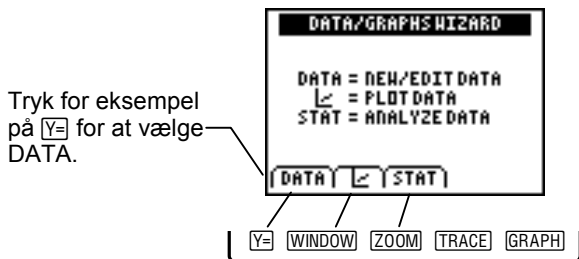 DATA/GRAPHS WIZARD
DATA = NEW/EDIT DATA
= PLOT DATA
STAT = ANALYZE DATA
Tryk for eksempel
på Y= for at vælge
DATA.
DATA STAT
Y= WINDOW ZOOM TRACE GRAPH